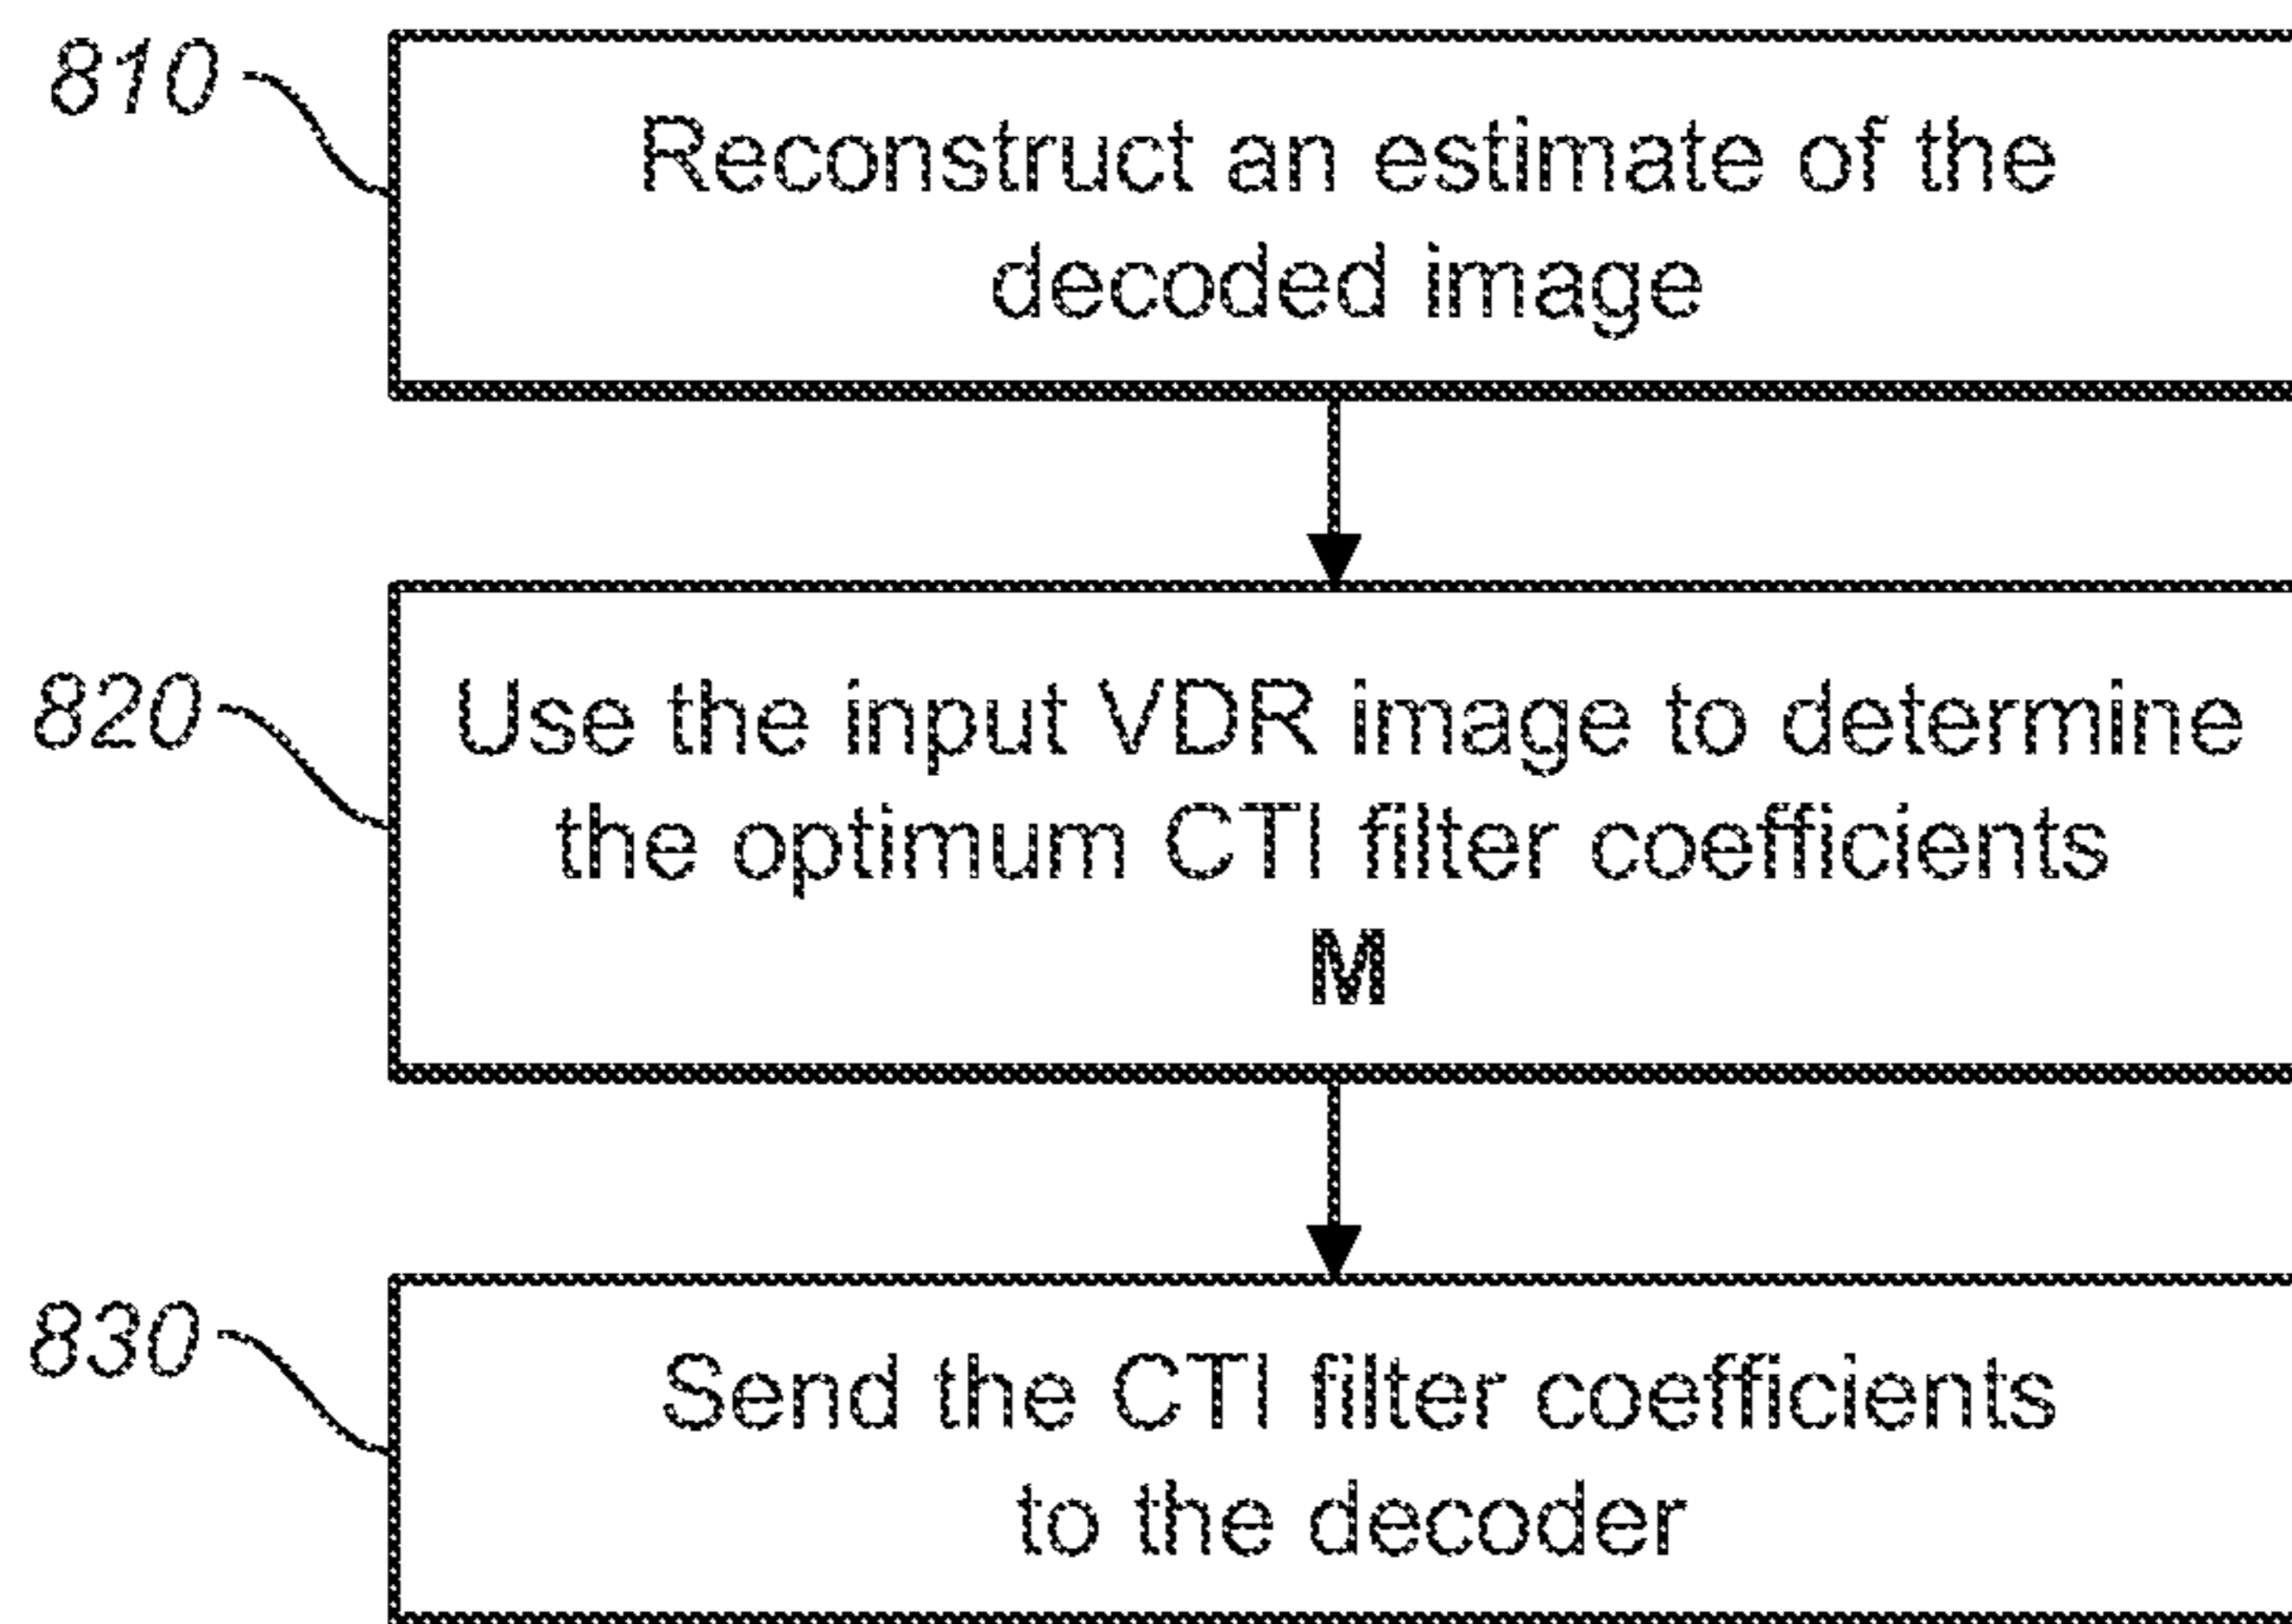 810
Reconstruct an estimate of the
decoded image
820
Use the input VDR image to determine
the optimum CTI filter coefficients
M
830
Send the CTI filter coefficients
to the decoder